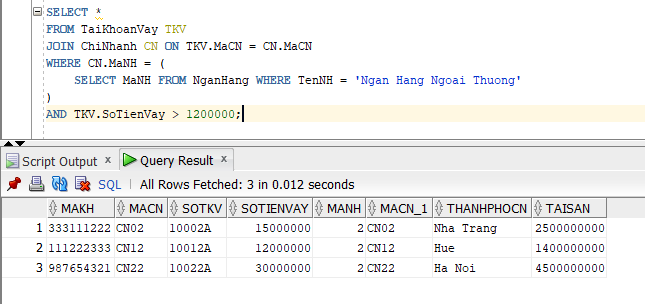 SELECT *
FROM TaiKhoanVay TKV
JOIN ChiNhanh CN ON TKV.MaCN = CN.MaCN
WHERE CN.MaNH = (
SELECT MaNH FROM NganHang WHERE TenNH = 'Ngan Hang Ngoai Thuong'
)
AND TKV.SoTienVay > 1200000;
Script Output x Query Result x
SQL | All Rows Fetched: 3 in 0.012 seconds
MAKH MACN SOTKV SOTIENVAY MANH MACN_1 THANHPHOCN TAISAN
1 333111222 CN02 10002A 15000000 2 CN02 Nha Trang 2500000000
2 111222333 CN12 10012A 12000000 2 CN12 Hue 1400000000
3 987654321 CN22 10022A 30000000 2 CN22 Ha Noi 4500000000